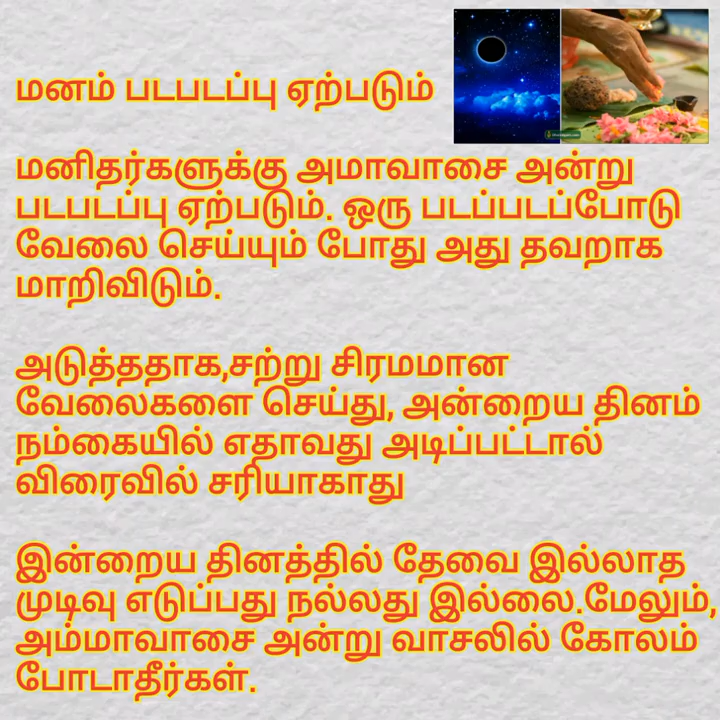 மனம் படபடப்பு ஏற்படும்
மனிதர்களுக்கு அமாவாசை அன்று
படபடப்பு ஏற்படும். ஒரு படப்படப்போடு
வேலை செய்யும் போது அது தவறாக
மாறிவிடும்.
அடுத்ததாக,சற்று சிரமமான
வேலைகளை செய்து, அன்றைய தினம்
நம்கையில் எதாவது அடிப்பட்டால்
விரைவில் சரியாகாது
இன்றைய தினத்தில் தேவை இல்லாத
முடிவு எடுப்பது நல்லது இல்லை.மேலும்,
அம்மாவாசை அன்று வாசலில் கோலம்
போடாதீர்கள்.